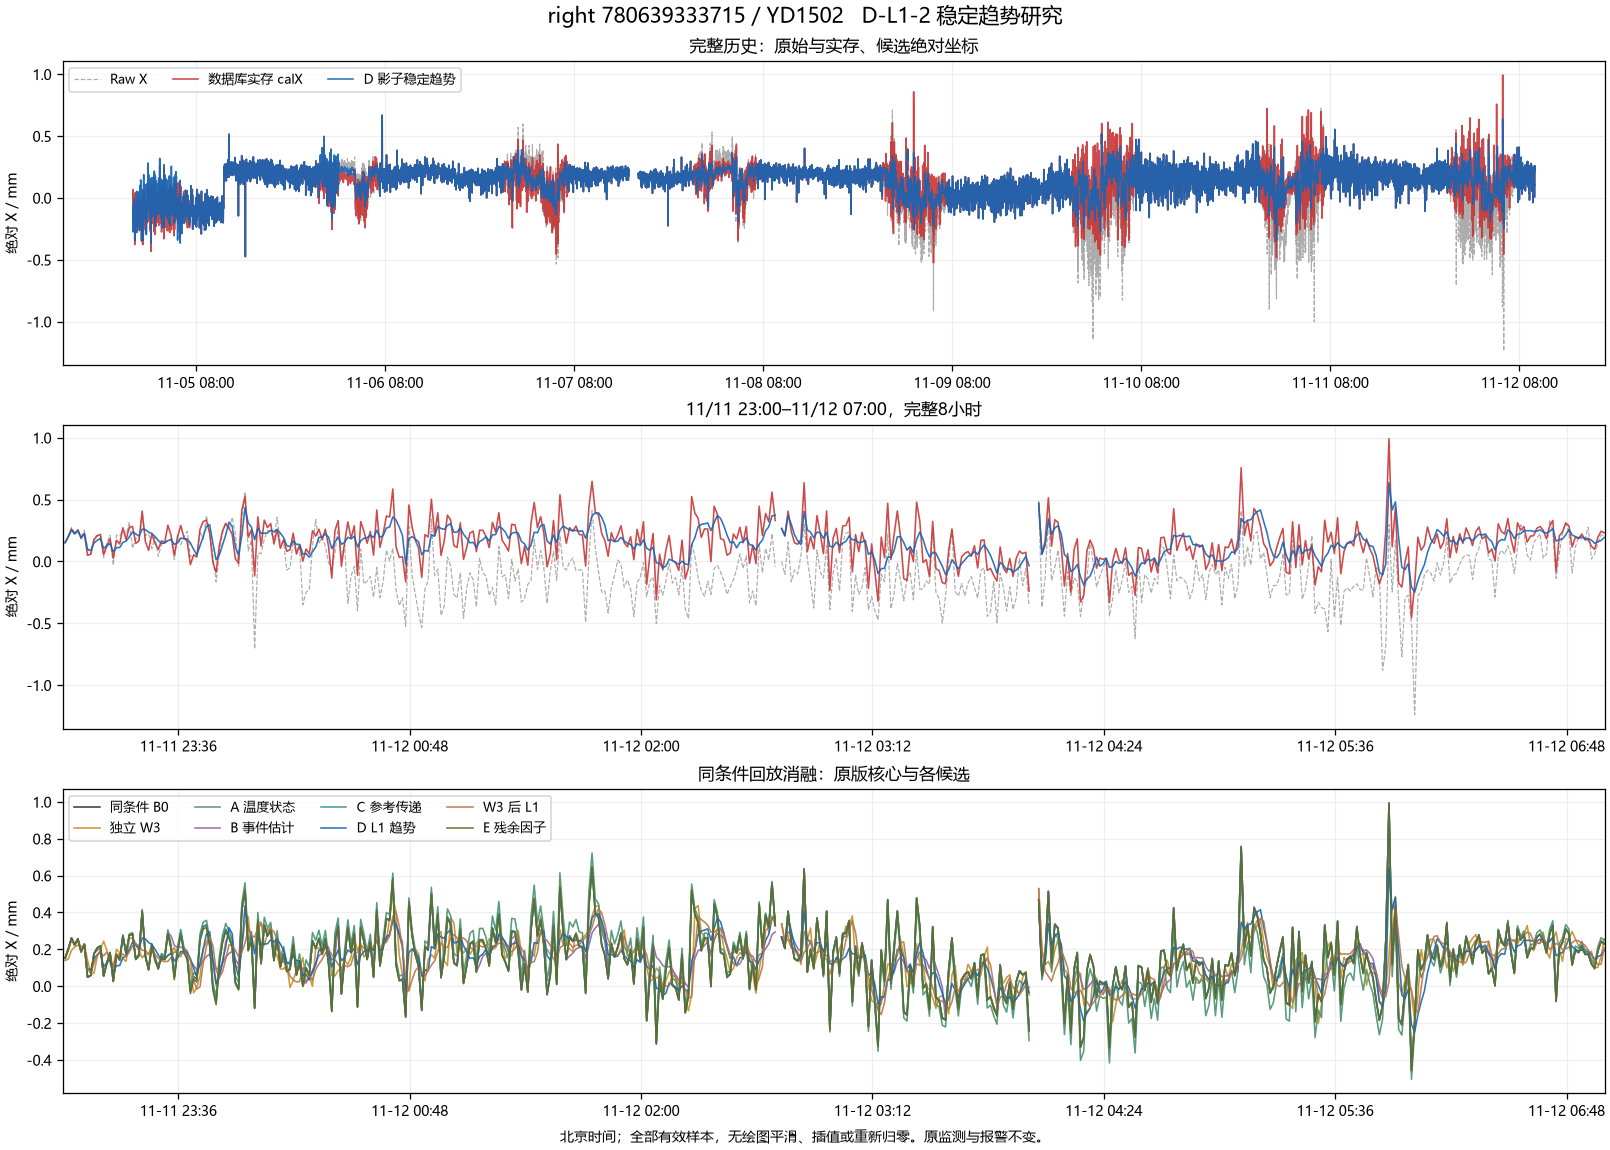 right 780639333715 / YD1502   D-L1-2 稳定趋势研究
完整历史：原始与实存、候选绝对坐标
Raw X
数据库实存 calX
D 影子稳定趋势
绝对 X / mm
1.0
0.5
0.0
-0.5
-1.0
11-05 08:00
11-06 08:00
11-07 08:00
11-08 08:00
11-09 08:00
11-10 08:00
11-11 08:00
11-12 08:00
11/11 23:00–11/12 07:00，完整8小时
绝对 X / mm
1.0
0.5
0.0
-0.5
-1.0
11-11 23:36
11-12 00:48
11-12 02:00
11-12 03:12
11-12 04:24
11-12 05:36
11-12 06:48
同条件回放消融：原版核心与各候选
同条件 B0
A 温度状态
C 参考传递
W3 后 L1
独立 W3
B 事件估计
D L1 趋势
E 残余因子
绝对 X / mm
1.0
0.8
0.6
0.4
0.2
0.0
-0.2
-0.4
11-11 23:36
11-12 00:48
11-12 02:00
11-12 03:12
11-12 04:24
11-12 05:36
11-12 06:48
北京时间；全部有效样本，无绘图平滑、插值或重新归零。原监测与报警不变。